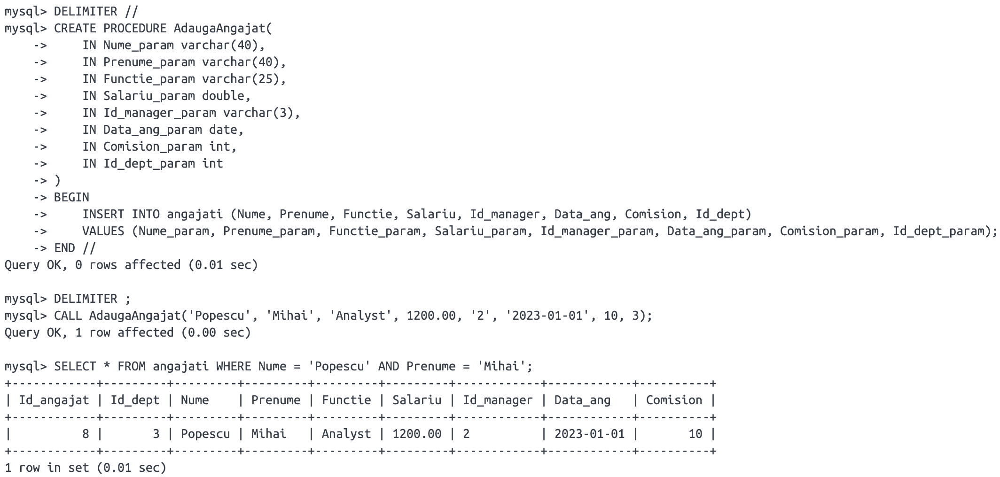 mysql> DELIMITER //
mysql> CREATE PROCEDURE AdaugaAngajat(
    ->     IN Nume_param varchar(40),
    ->     IN Prenume_param varchar(40),
    ->     IN Functie_param varchar(25),
    ->     IN Salariu_param double,
    ->     IN Id_manager_param varchar(3),
    ->     IN Data_ang_param date,
    ->     IN Comision_param int,
    ->     IN Id_dept_param int
    -> )
    -> BEGIN
    ->     INSERT INTO angajati (Nume, Prenume, Functie, Salariu, Id_manager, Data_ang, Comision, Id_dept)
    ->     VALUES (Nume_param, Prenume_param, Functie_param, Salariu_param, Id_manager_param, Data_ang_param, Comision_param, Id_dept_param);
    -> END //
Query OK, 0 rows affected (0.01 sec)

mysql> DELIMITER ;
mysql> CALL AdaugaAngajat('Popescu', 'Mihai', 'Analyst', 1200.00, '2', '2023-01-01', 10, 3);
Query OK, 1 row affected (0.00 sec)

mysql> SELECT * FROM angajati WHERE Nume = 'Popescu' AND Prenume = 'Mihai';
+------------+---------+---------+---------+---------+---------+------------+------------+----------+
| Id_angajat | Id_dept | Nume    | Prenume | Functie | Salariu | Id_manager | Data_ang   | Comision |
+------------+---------+---------+---------+---------+---------+------------+------------+----------+
|          8 |       3 | Popescu | Mihai   | Analyst | 1200.00 | 2          | 2023-01-01 |       10 |
+------------+---------+---------+---------+---------+---------+------------+------------+----------+
1 row in set (0.01 sec)